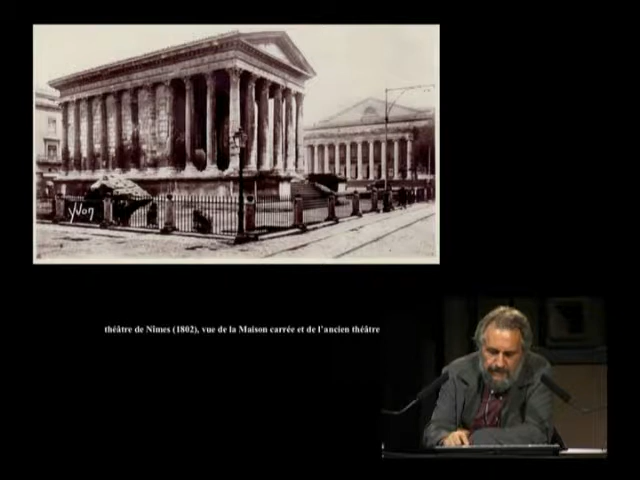 yvon
théâtre de Nîmes (1802), vue de la Maison carrée et de l'ancien théâtre